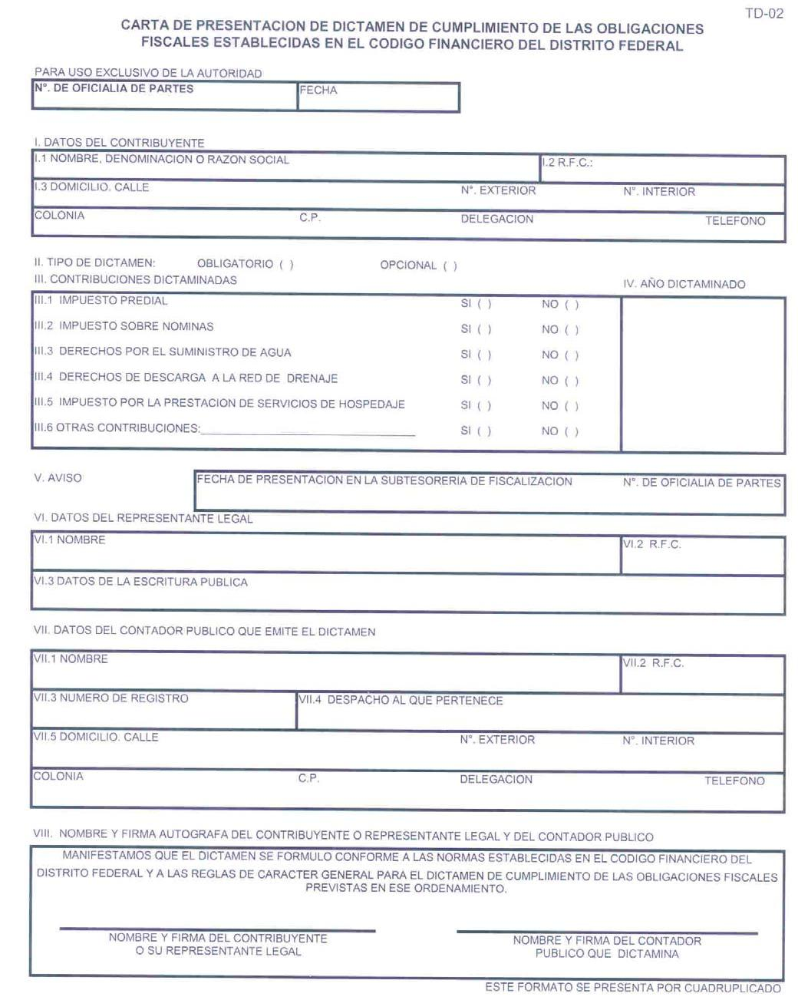 TD-02
CARTA DE PRESENTACION DE DICTAMEN DE CUMPLIMIENTO DE LAS OBLIGACIONES
FISCALES ESTABLECIDAS EN EL CODIGO FINANCIERO DEL DISTRITO FEDERAL
PARA USO EXCLUSIVO DE LA AUTORIDAD
N°. DE OFICIALIA DE PARTES FECHA
I. DATOS DEL CONTRIBUYENTE
I.1 NOMBRE, DENOMINACION O RAZON SOCIAL I.2 R.F.C.:
I.3 DOMICILIO. CALLE N°. EXTERIOR N°. INTERIOR
COLONIA C.P. DELEGACION TELEFONO
II. TIPO DE DICTAMEN: OBLIGATORIO ( ) OPCIONAL ( )
III. CONTRIBUCIONES DICTAMINADAS IV. AÑO DICTAMINADO
III.1 IMPUESTO PREDIAL SI ( ) NO ( )
III.2 IMPUESTO SOBRE NOMINAS SI ( ) NO ( )
III.3 DERECHOS POR EL SUMINISTRO DE AGUA SI ( ) NO ( )
III.4 DERECHOS DE DESCARGA A LA RED DE DRENAJE SI ( ) NO ( )
III.5 IMPUESTO POR LA PRESTACION DE SERVICIOS DE HOSPEDAJE SI ( ) NO ( )
III.6 OTRAS CONTRIBUCIONES: SI ( ) NO ( )
V. AVISO FECHA DE PRESENTACION EN LA SUBTESORERIA DE FISCALIZACION N°. DE OFICIALIA DE PARTES
VI. DATOS DEL REPRESENTANTE LEGAL
VI.1 NOMBRE VI.2 R.F.C.
VI.3 DATOS DE LA ESCRITURA PUBLICA
VII. DATOS DEL CONTADOR PUBLICO QUE EMITE EL DICTAMEN
VII.1 NOMBRE VII.2 R.F.C.
VII.3 NUMERO DE REGISTRO VII.4 DESPACHO AL QUE PERTENECE
VII.5 DOMICILIO. CALLE N°. EXTERIOR N°. INTERIOR
COLONIA C.P. DELEGACION TELEFONO
VIII. NOMBRE Y FIRMA AUTOGRAFA DEL CONTRIBUYENTE O REPRESENTANTE LEGAL Y DEL CONTADOR PUBLICO
MANIFESTAMOS QUE EL DICTAMEN SE FORMULO CONFORME A LAS NORMAS ESTABLECIDAS EN EL CODIGO FINANCIERO DEL
DISTRITO FEDERAL Y A LAS REGLAS DE CARACTER GENERAL PARA EL DICTAMEN DE CUMPLIMIENTO DE LAS OBLIGACIONES FISCALES
PREVISTAS EN ESE ORDENAMIENTO.
NOMBRE Y FIRMA DEL CONTRIBUYENTE NOMBRE Y FIRMA DEL CONTADOR
O SU REPRESENTANTE LEGAL PUBLICO QUE DICTAMINA
ESTE FORMATO SE PRESENTA POR CUADRUPLICADO